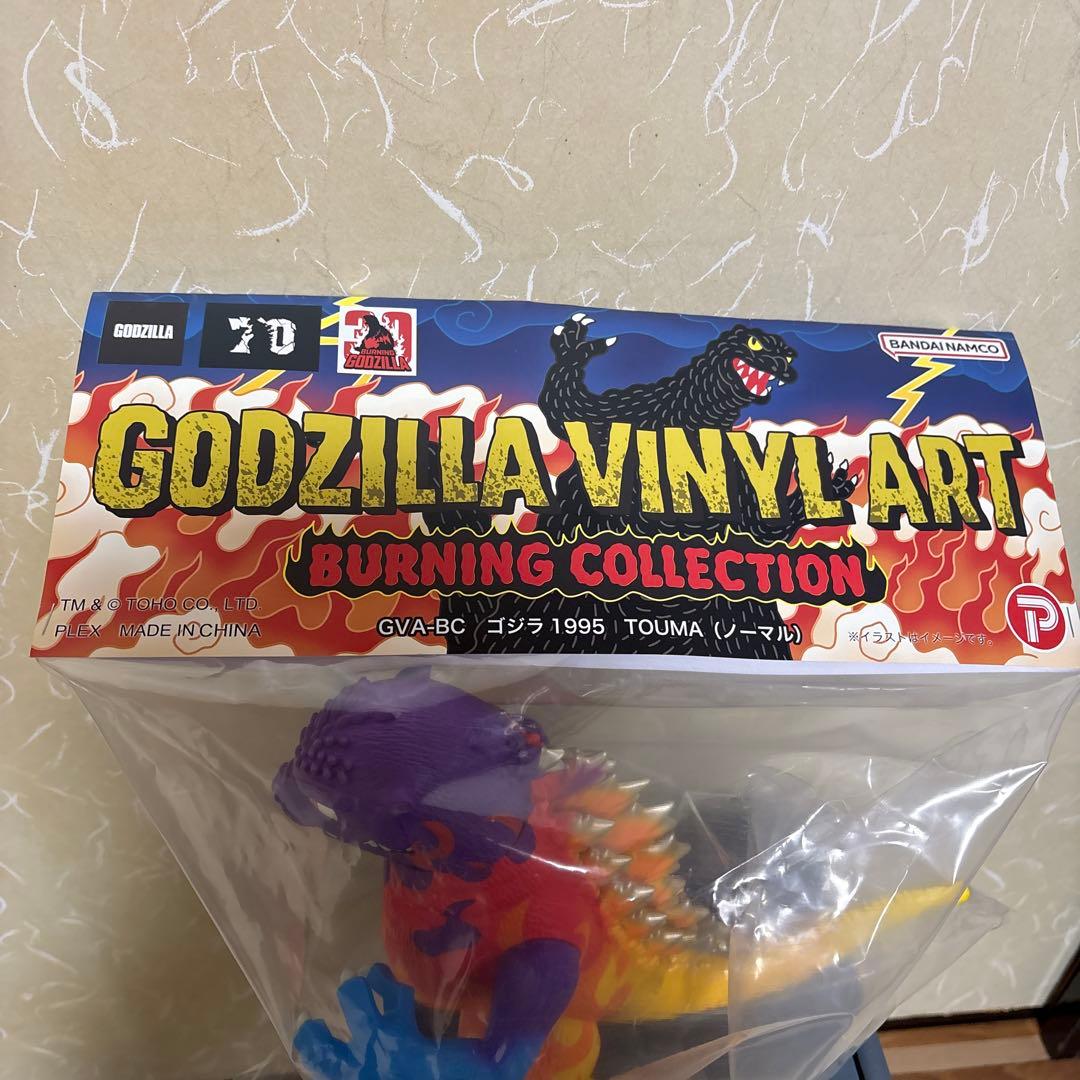 GODZILLA
70
30
BURNING
GODZILLA
BANDAI NAMCO
GODZILLA VINYL ART
BURNING COLLECTION
TM & © TOHO CO., LTD.
PLEX MADE IN CHINA
GVA-BC ゴジラ 1995 TOUMA (ノーマル)
※イラストはイメージです。
P